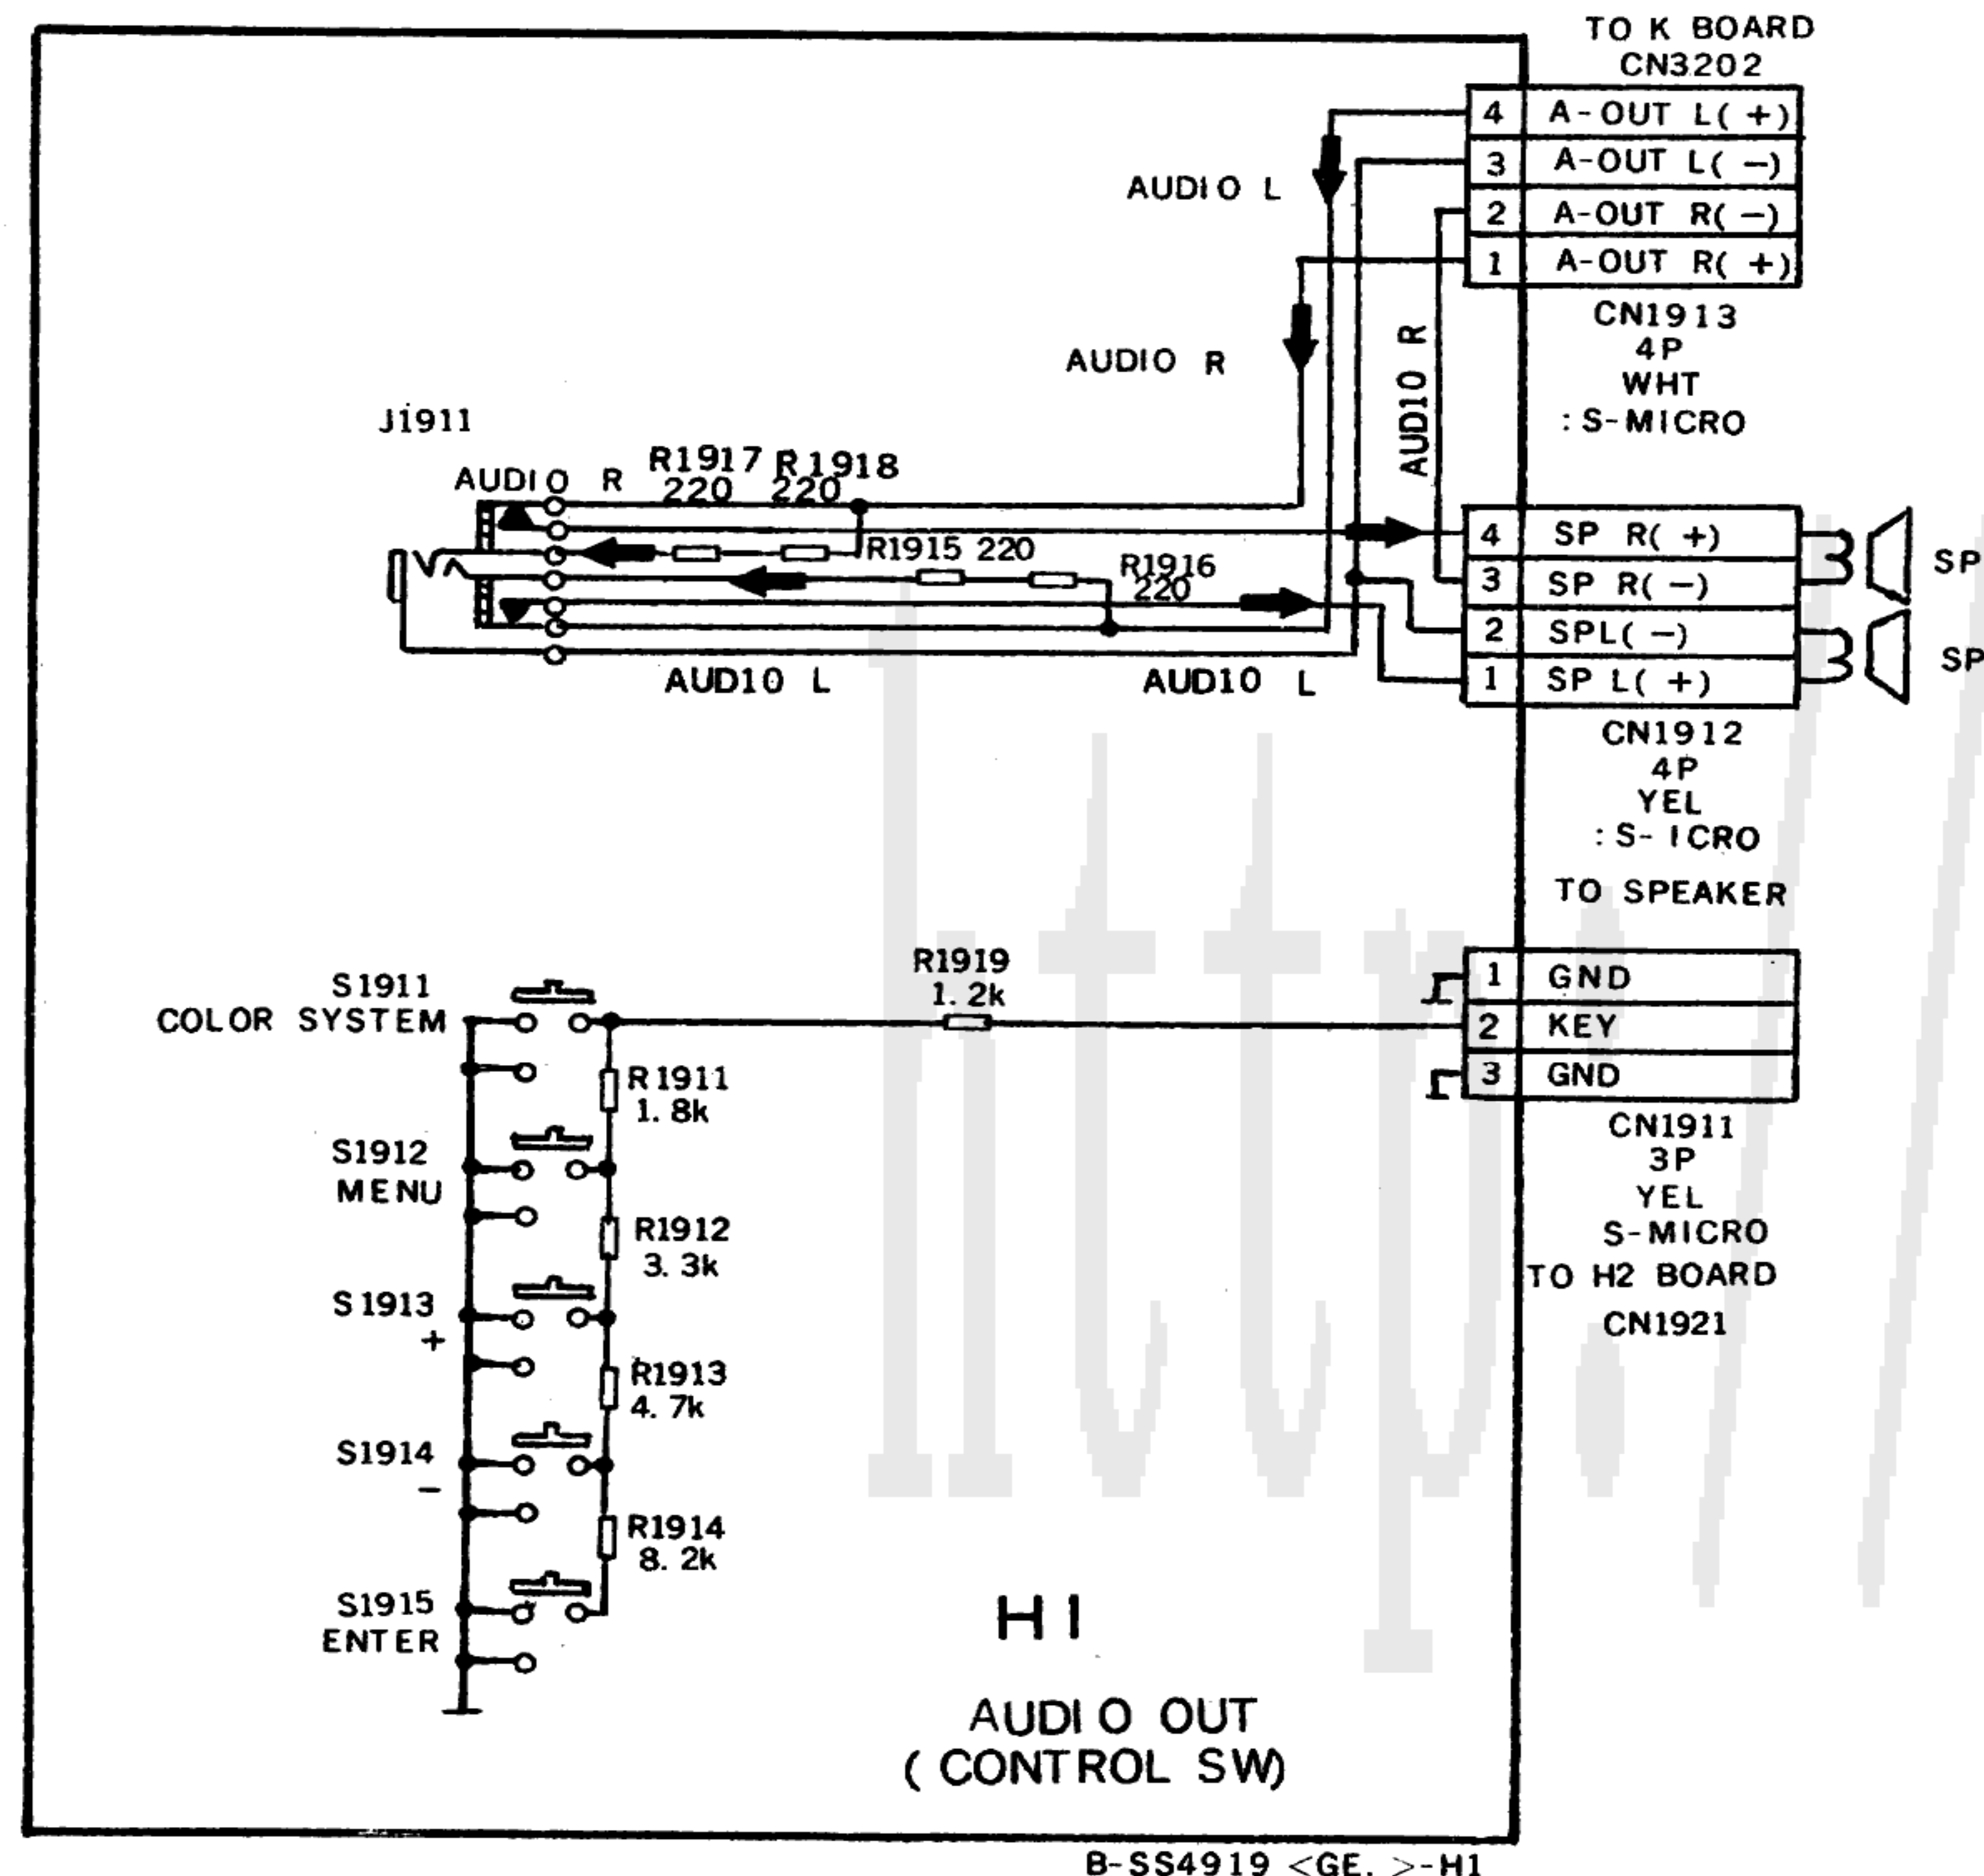 TO K BOARD
CN3202
4 A-OUT L( +)
3 A-OUT L( −)
2 A-OUT R( −)
1 A-OUT R( +)
CN1913
4P
WHT
:S-MICRO
AUDIO L
AUDIO R
AUD10 R
J1911
AUDIO R
R1917
220
R1918
220
R1915 220
R1916
220
AUD10 L
AUD10 L
4 SP R( +)
3 SP R( −)
2 SPL( −)
1 SP L( +)
SP
SP
CN1912
4P
YEL
:S- ICRO
TO SPEAKER
R1919
1.2k
1 GND
2 KEY
3 GND
CN1911
3P
YEL
S-MICRO
TO H2 BOARD
CN1921
S1911
COLOR SYSTEM
R1911
1.8k
S1912
MENU
R1912
3.3k
S1913
+
R1913
4.7k
S1914
−
R1914
8.2k
S1915
ENTER
H1
AUDIO OUT
( CONTROL SW)
B-SS4919 <GE. >-H1
http://